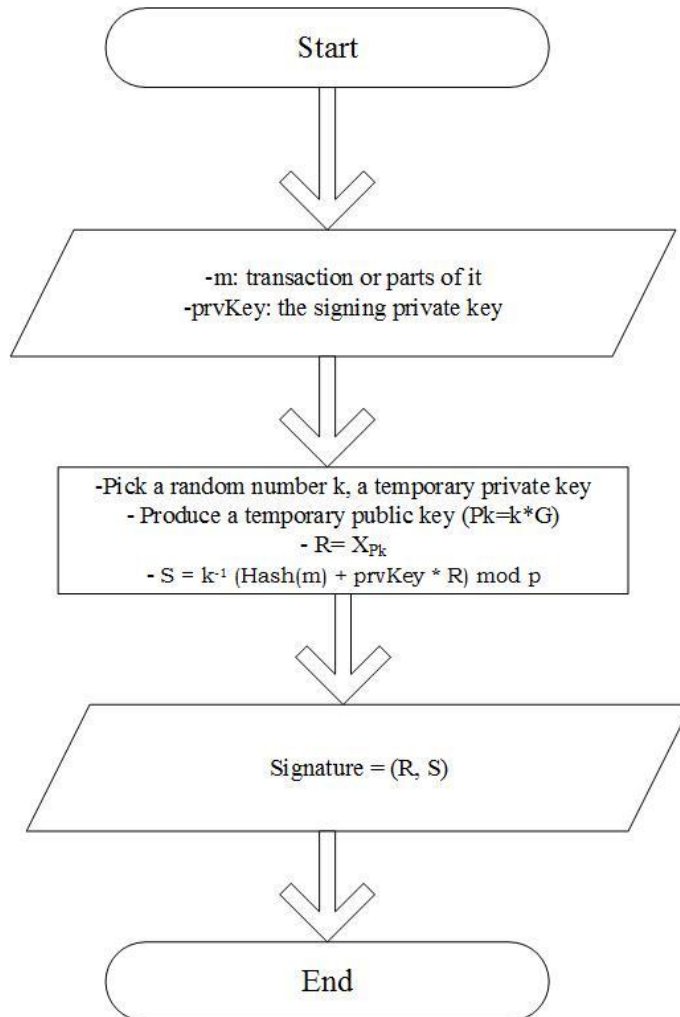 Start
-m: transaction or parts of it
-prvKey: the signing private key
-Pick a random number k, a temporary private key
- Produce a temporary public key (Pk=k*G)
- R= X_Pk
- S = k⁻¹ (Hash(m) + prvKey * R) mod p
Signature = (R, S)
End